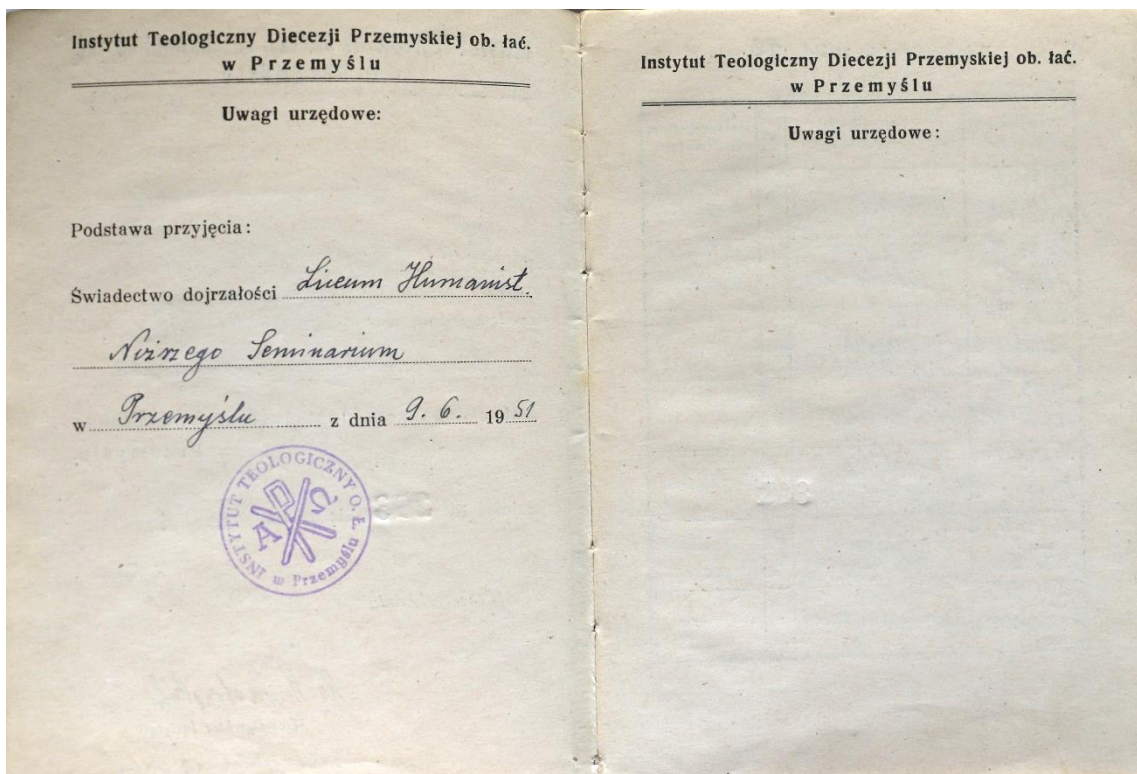 Instytut Teologiczny Diecezji Przemyskiej ob. łać.
w Przemyślu
Uwagi urzędowe:
Podstawa przyjęcia:
Świadectwo dojrzałości Liceum Humanist.
Niższego Seminarium
w Przemyślu z dnia 9. 6. 1951
INSTYTUT TEOLOGICZNY O. Ł.
w Przemyślu
A Ω
Instytut Teologiczny Diecezji Przemyskiej ob. łać.
w Przemyślu
Uwagi urzędowe: